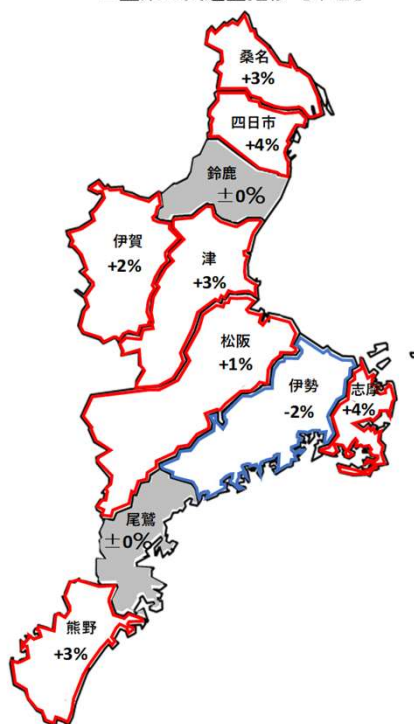 桑名
+3%
四日市
+4%
鈴鹿
±0%
伊賀
+2%
津
+3%
松阪
+1%
伊勢
-2%
志摩
+4%
尾鷲
±0%
熊野
+3%